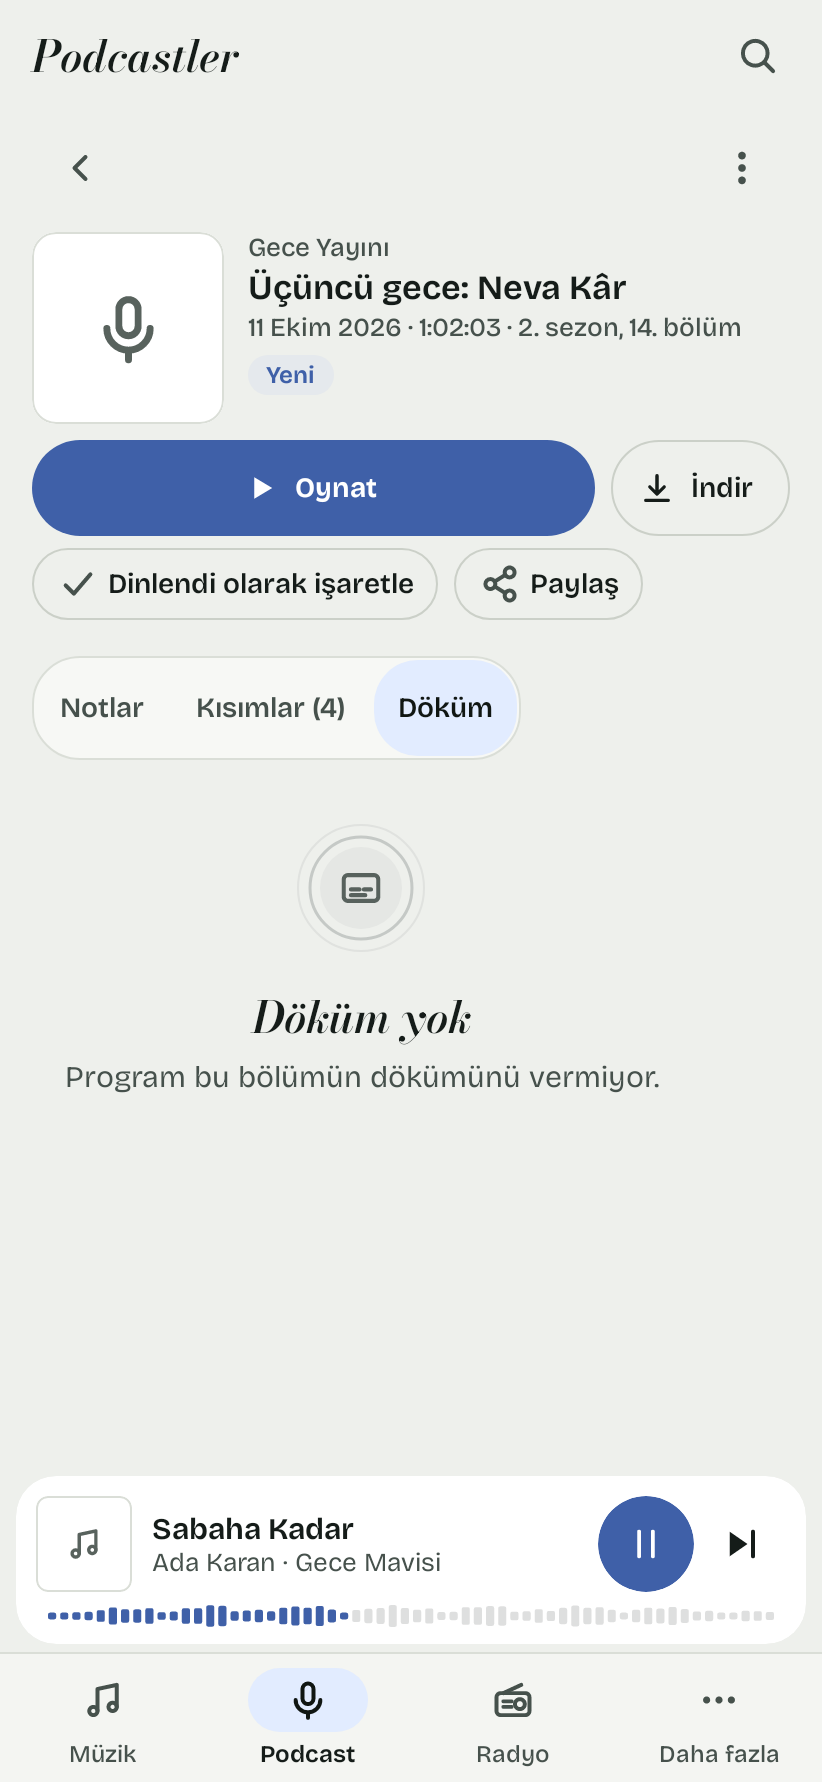 Podcastler
Gece Yayını
Üçüncü gece: Neva Kâr
11 Ekim 2026 · 1:02:03 · 2. sezon, 14. bölüm
Yeni
Oynat
İndir
Dinlendi olarak işaretle
Paylaş
Notlar
Kısımlar (4)
Döküm
Döküm yok
Program bu bölümün dökümünü vermiyor.
Sabaha Kadar
Ada Karan · Gece Mavisi
Müzik
Podcast
Radyo
Daha fazla